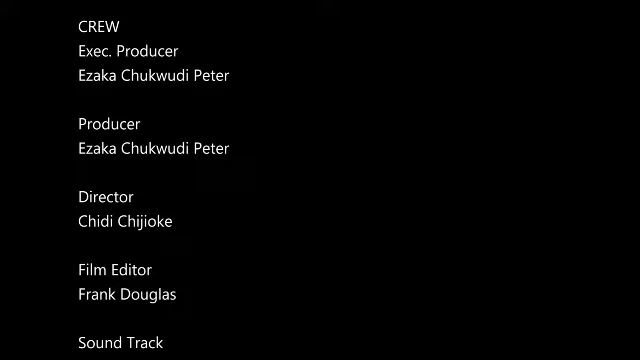 CREW
Exec. Producer
Ezaka Chukwudi Peter
Producer
Ezaka Chukwudi Peter
Director
Chidi Chijioke
Film Editor
Frank Douglas
Sound Track